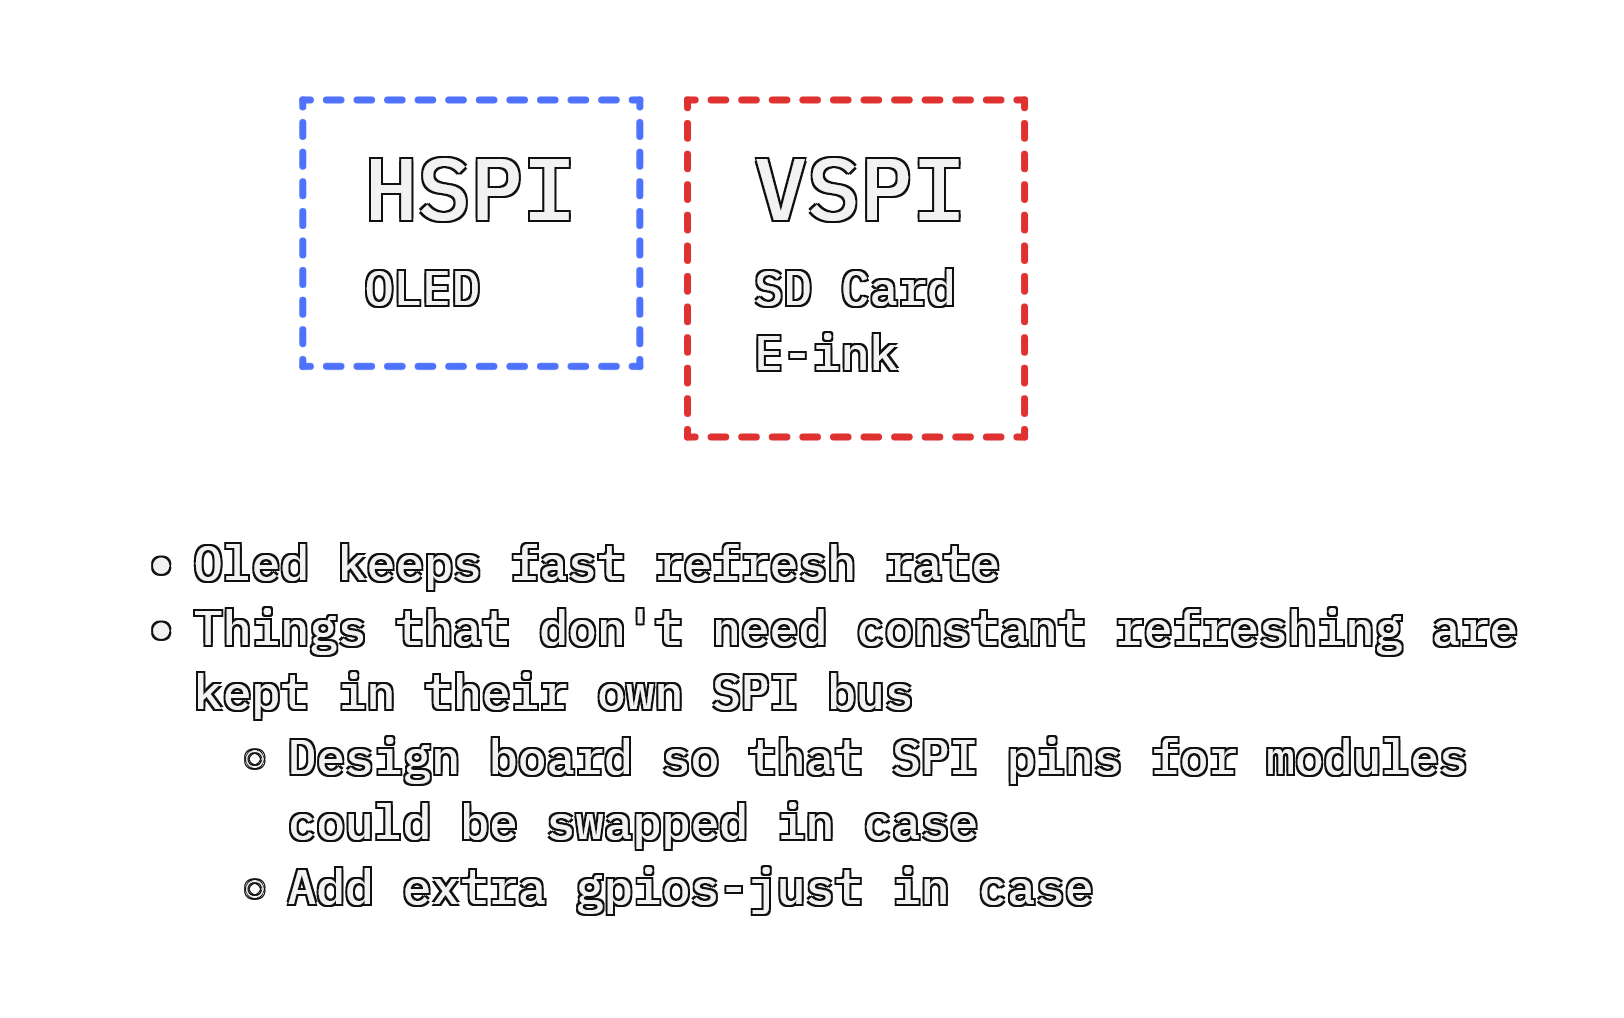 HSPI
OLED
VSPI
SD Card
E-ink
• Oled keeps fast refresh rate
• Things that don't need constant refreshing are
kept in their own SPI bus
◦ Design board so that SPI pins for modules
could be swapped in case
◦ Add extra gpios-just in case